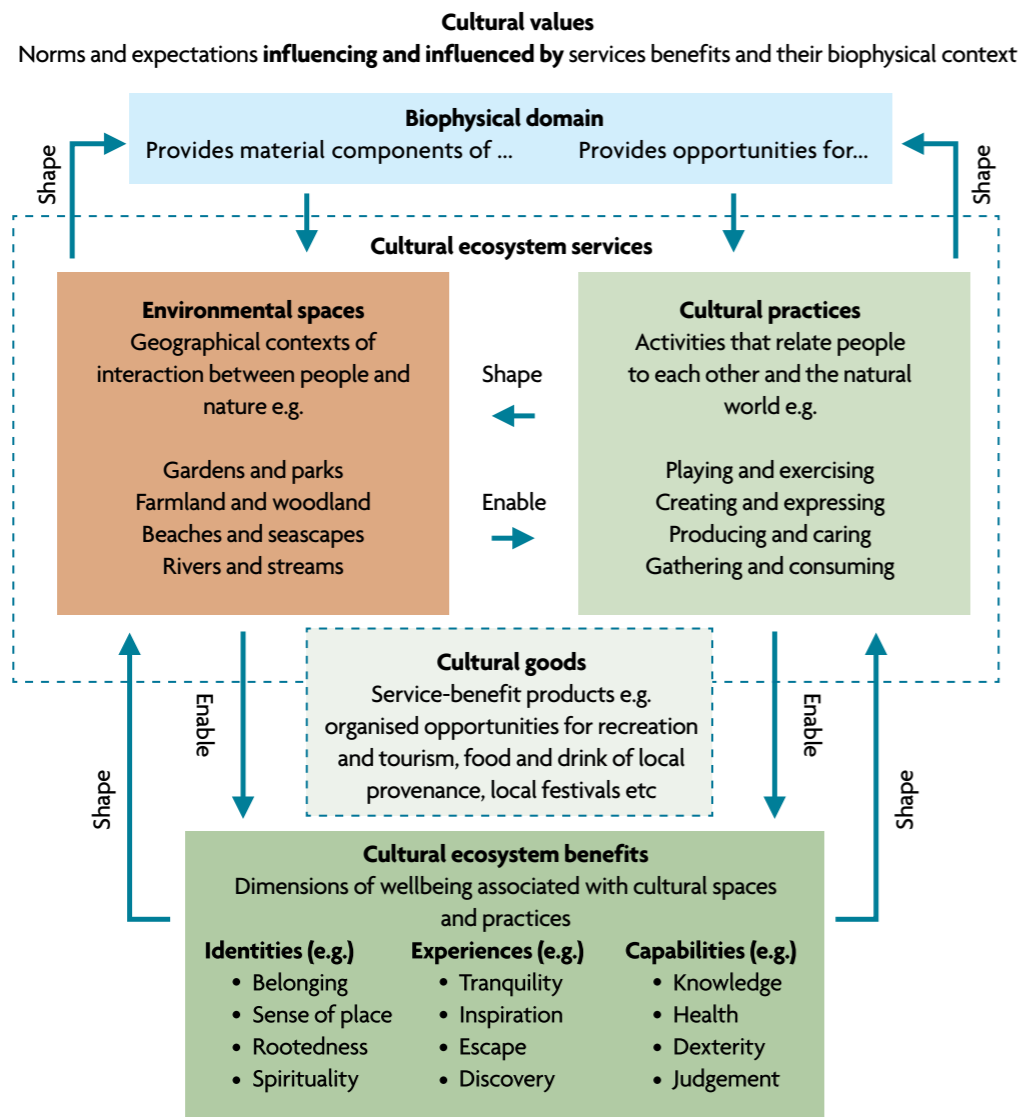 Cultural values
Norms and expectations influencing and influenced by services benefits and their biophysical context
Biophysical domain
Provides material components of ...
Provides opportunities for...
Shape
Shape
Cultural ecosystem services
Environmental spaces
Geographical contexts of
interaction between people and
nature e.g.
Gardens and parks
Farmland and woodland
Beaches and seascapes
Rivers and streams
Shape
Enable
Cultural practices
Activities that relate people
to each other and the natural
world e.g.
Playing and exercising
Creating and expressing
Producing and caring
Gathering and consuming
Shape
Enable
Cultural goods
Service-benefit products e.g.
organised opportunities for recreation
and tourism, food and drink of local
provenance, local festivals etc
Enable
Shape
Cultural ecosystem benefits
Dimensions of wellbeing associated with cultural spaces
and practices
Identities (e.g.)
• Belonging
• Sense of place
• Rootedness
• Spirituality
Experiences (e.g.)
• Tranquility
• Inspiration
• Escape
• Discovery
Capabilities (e.g.)
• Knowledge
• Health
• Dexterity
• Judgement